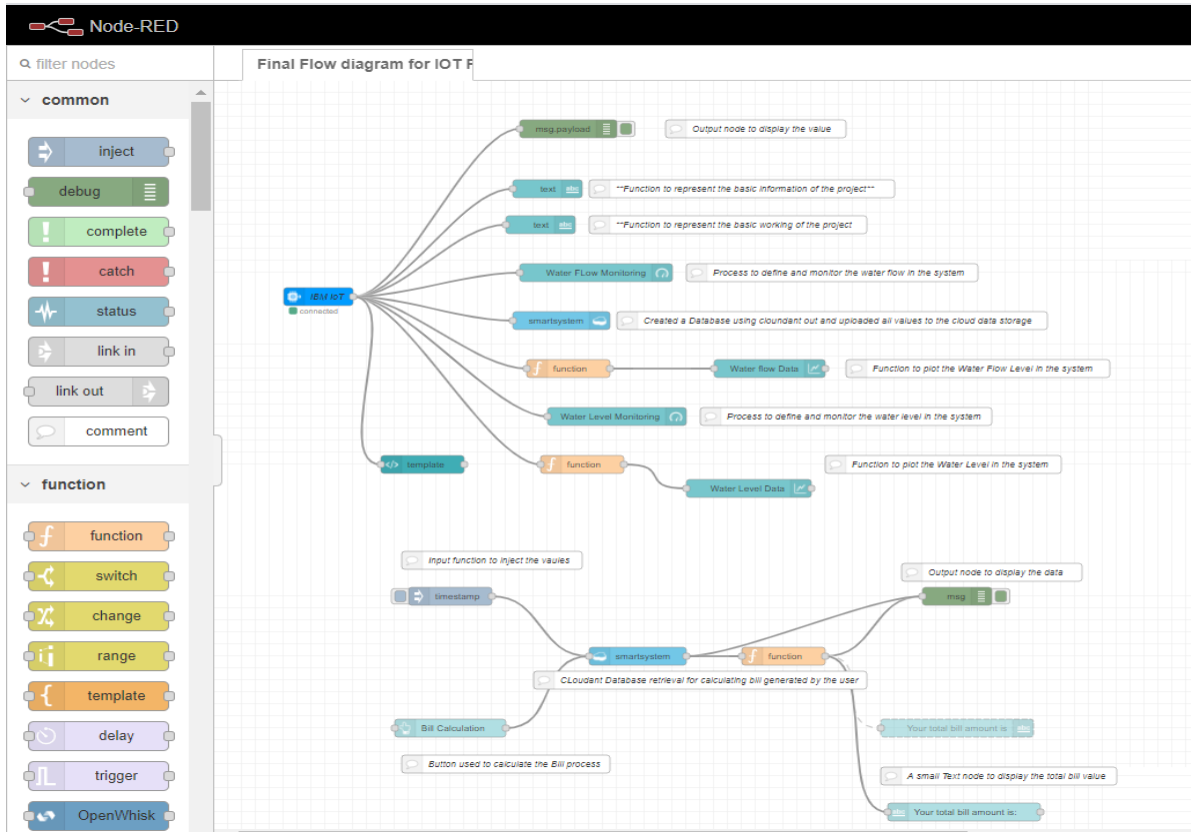 Node-RED
filter nodes
Final Flow diagram for IOT F
common
inject
debug
complete
catch
status
link in
link out
comment
function
function
switch
change
range
template
delay
trigger
OpenWhisk
msg.payload
Output node to display the value
text
abc
**Function to represent the basic information of the project**
text
abc
**Function to represent the basic working of the project
Water FLow Monitoring
Process to define and monitor the water flow in the system
IBM IoT
connected
smartsystem
Created a Database using cloundant out and uploaded all values to the cloud data storage
function
Water flow Data
Function to plot the Water Flow Level in the system
Water Level Monitoring
Process to define and monitor the water level in the system
template
function
Function to plot the Water Level in the system
Water Level Data
Input function to inject the vaules
Output node to display the data
timestamp
msg
smartsystem
function
CLoudant Database retrieval for calculating bill generated by the user
Bill Calculation
Your total bill amount is
abc
Button used to calculate the Bill process
A small Text node to display the total bill value
abc
Your total bill amount is: